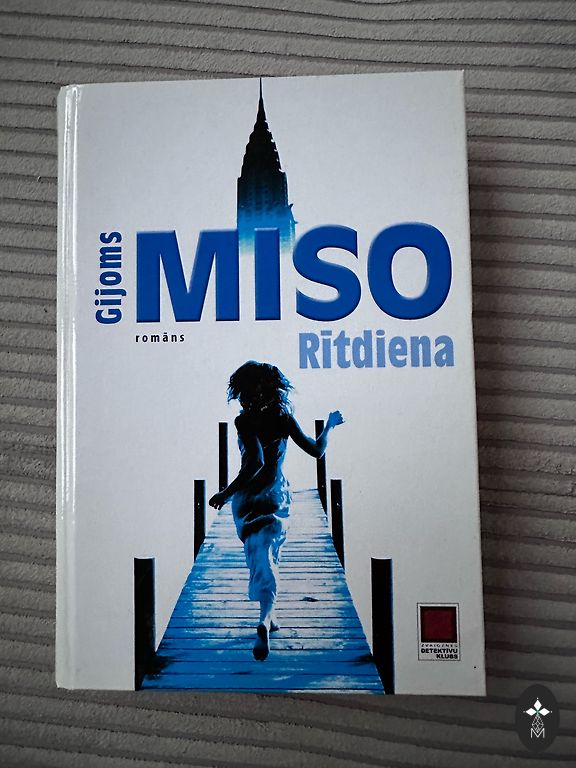 Gijoms
MISO
romāns
Rītdiena
ZVAIGZNES
DETEKTĪVU
KLUBS
M